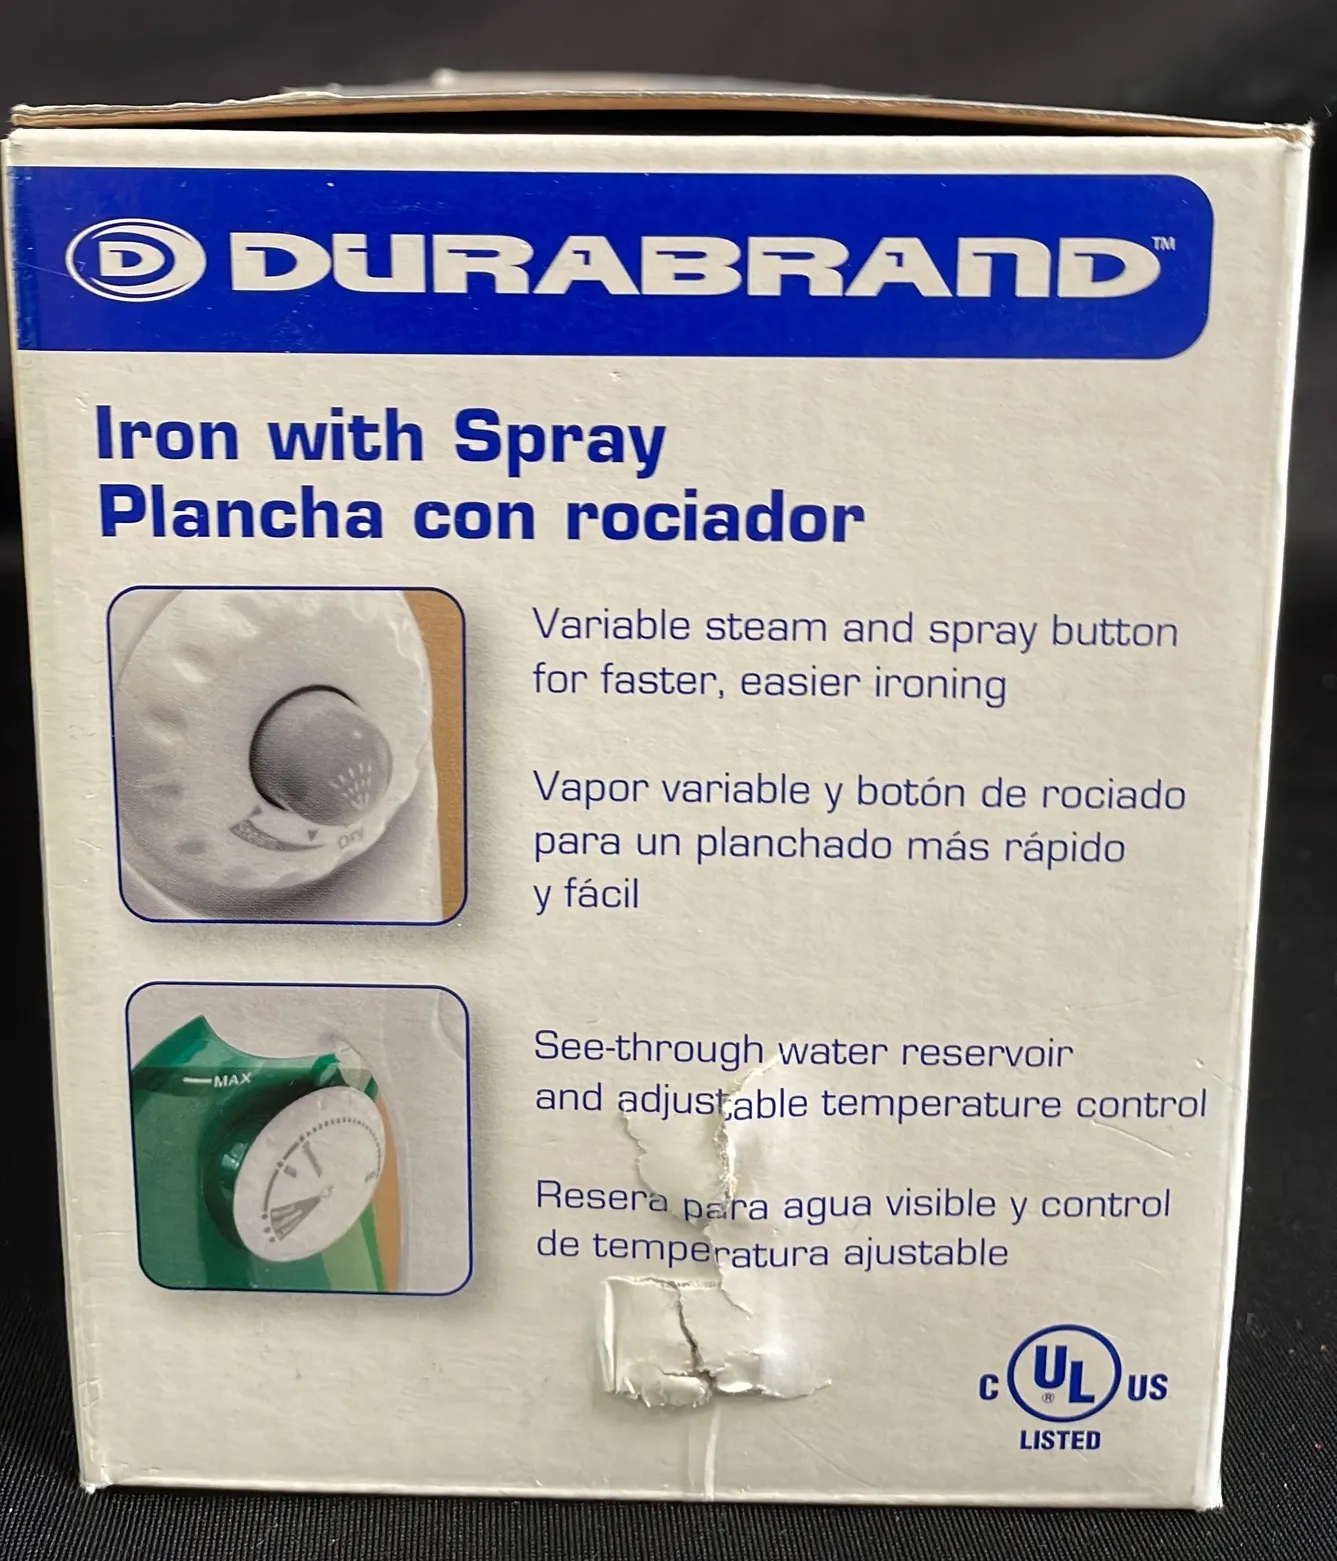 D DURABRAND™
Iron with Spray
Plancha con rociador
Variable steam and spray button
for faster, easier ironing
Dry
Vapor variable y botón de rociado
para un planchado más rápido
y fácil
See-through water reservoir
and adjustable temperature control
MAX
Resera para agua visible y control
de temperatura ajustable
C UL® US
LISTED